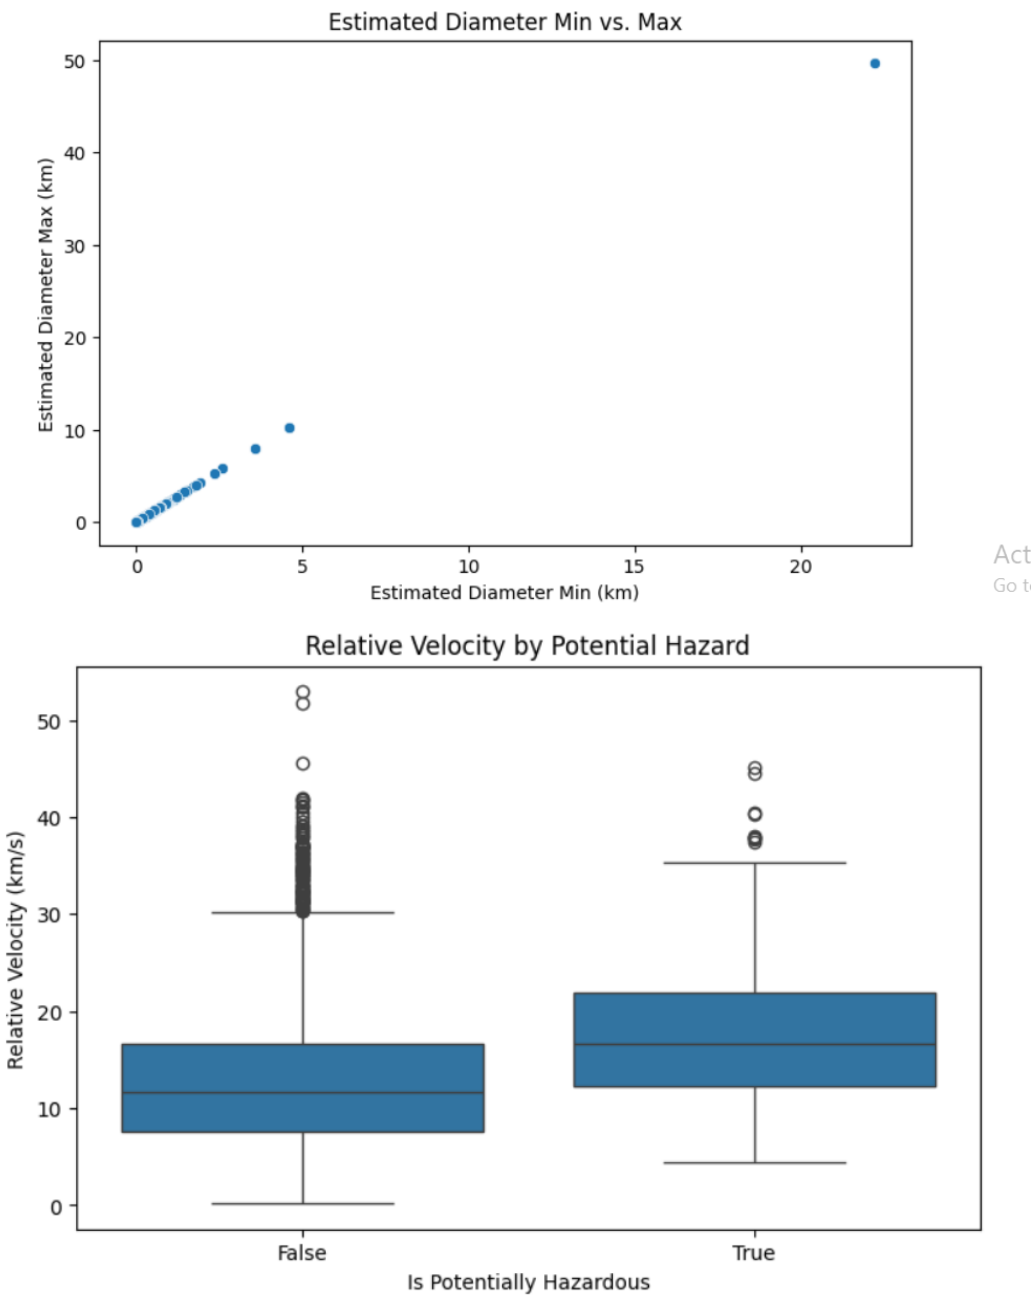 Estimated Diameter Min vs. Max
50
40
30
20
10
0
Estimated Diameter Max (km)
0 5 10 15 20
Estimated Diameter Min (km)
Act
Go t
Relative Velocity by Potential Hazard
50
40
30
20
10
0
Relative Velocity (km/s)
False True
Is Potentially Hazardous